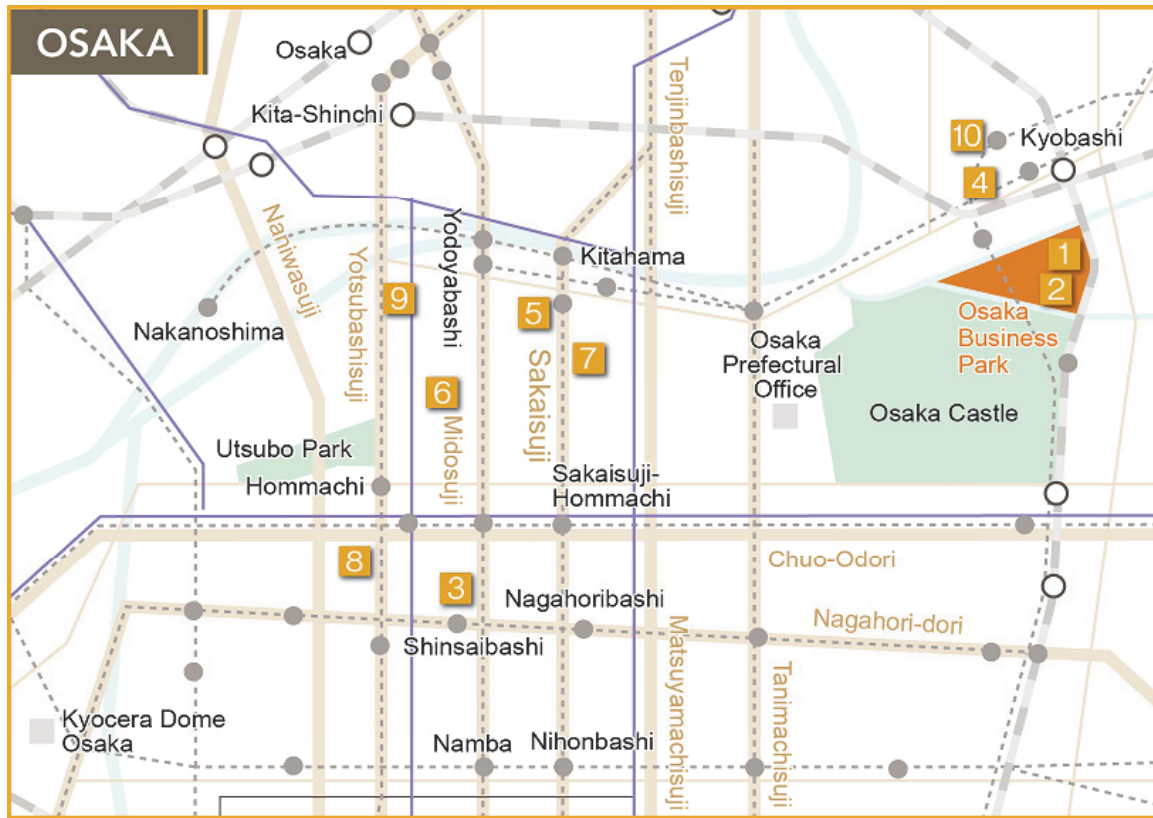 OSAKA
Osaka
Kita-Shinchi
Tenjinbashisuji
10
Kyobashi
4
Naniwasuji
Yotsubashisuji
Yodoyabashi
Kitahama
1
2
9
5
Nakanoshima
Osaka
Prefectural
Office
Osaka
Business
Park
7
Sakaisuji
6
Midosuji
Osaka Castle
Utsubo Park
Hommachi
Sakaisuji-
Hommachi
8
Chuo-Odori
3
Nagahoribashi
Nagahori-dori
Shinsaibashi
Matsuyamachisuji
Tanimachisuji
Kyocera Dome
Osaka
Namba
Nihonbashi